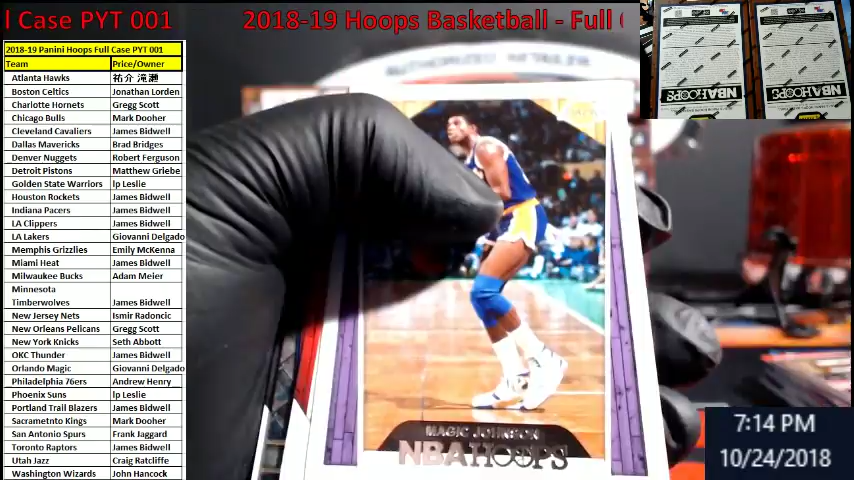 l Case PYT 001
2018-19 Hoops Basketball - Full
2018-19 Panini Hoops Full Case PYT 001
Team Price/Owner
Atlanta Hawks 祐介 滝瀞
Boston Celtics Jonathan Lorden
Charlotte Hornets Gregg Scott
Chicago Bulls Mark Dooher
Cleveland Cavaliers James Bidwell
Dallas Mavericks Brad Bridges
Denver Nuggets Robert Ferguson
Detroit Pistons Matthew Griebe
Golden State Warriors lp Leslie
Houston Rockets James Bidwell
Indiana Pacers James Bidwell
LA Clippers James Bidwell
LA Lakers Giovanni Delgado
Memphis Grizzlies Emily McKenna
Miami Heat James Bidwell
Milwaukee Bucks Adam Meier
Minnesota
Timberwolves James Bidwell
New Jersey Nets Ismir Radoncic
New Orleans Pelicans Gregg Scott
New York Knicks Seth Abbott
OKC Thunder James Bidwell
Orlando Magic Giovanni Delgado
Philadelphia 76ers Andrew Henry
Phoenix Suns lp Leslie
Portland Trail Blazers James Bidwell
Sacrametnto Kings Mark Dooher
San Antonio Spurs Frank Jaggard
Toronto Raptors James Bidwell
Utah Jazz Craig Ratcliffe
Washington Wizards John Hancock
AUTHORIZED RETAILER
MAGIC JOHNSON
NBA HOOPS
NBA HOOPS
NBA HOOPS
7:14 PM
10/24/2018